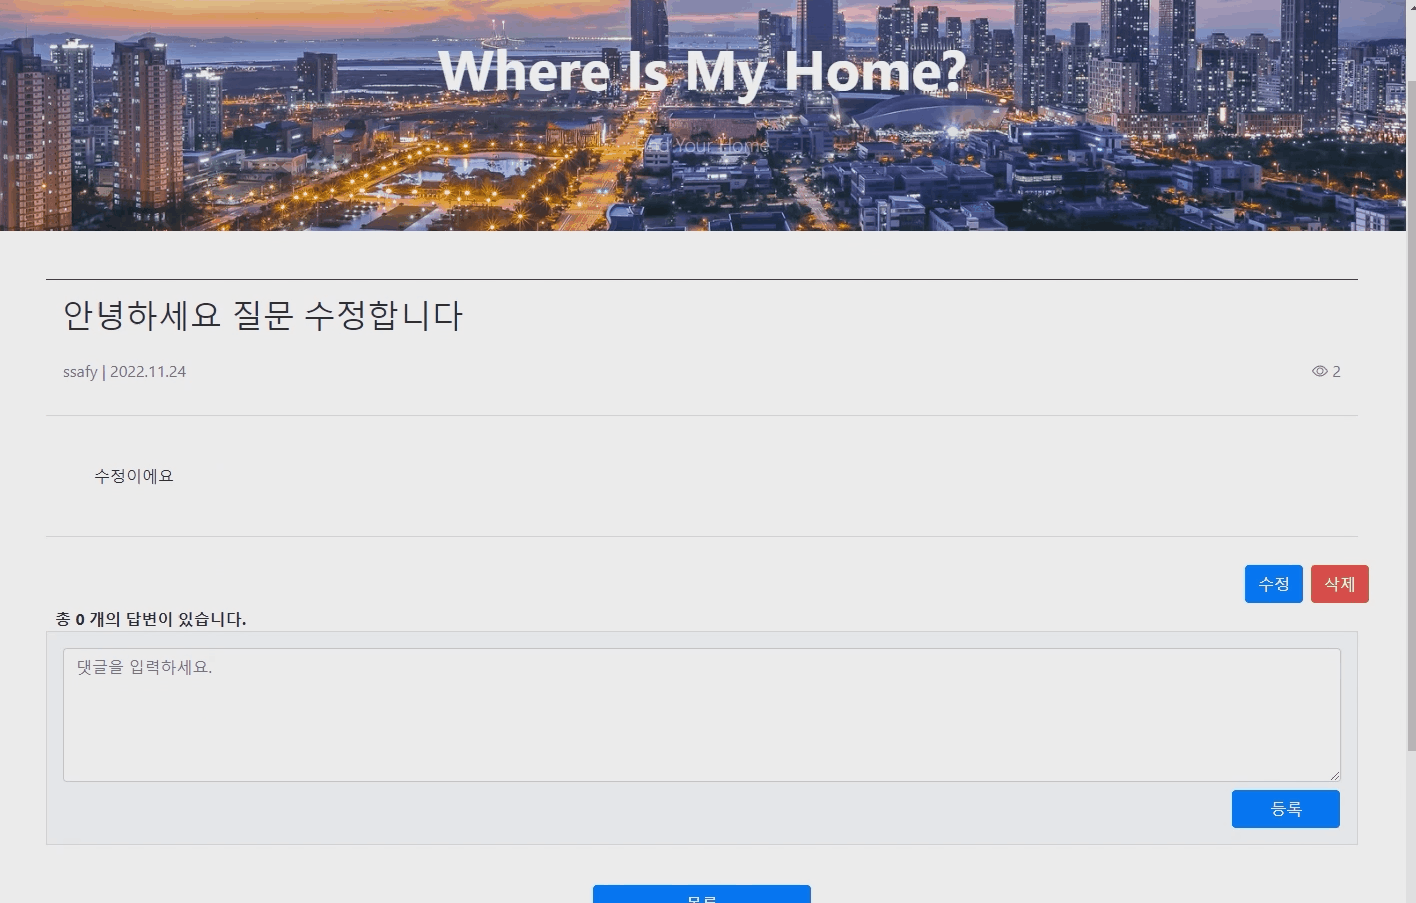 Where Is My Home?
Find Your Home
안녕하세요 질문 수정합니다
ssafy | 2022.11.24
2
수정이에요
수정
삭제
총 0 개의 답변이 있습니다.
댓글을 입력하세요.
등록
목록